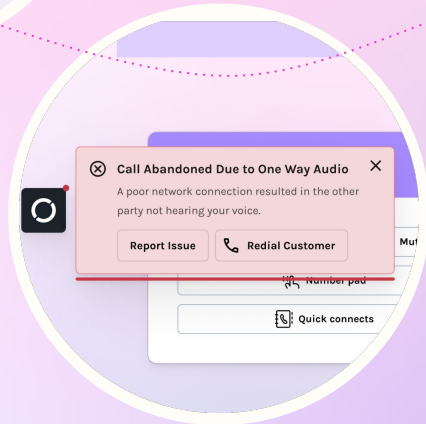 Call Abandoned Due to One Way Audio
A poor network connection resulted in the other
party not hearing your voice.
Report Issue
Redial Customer
Number pad
Quick connects